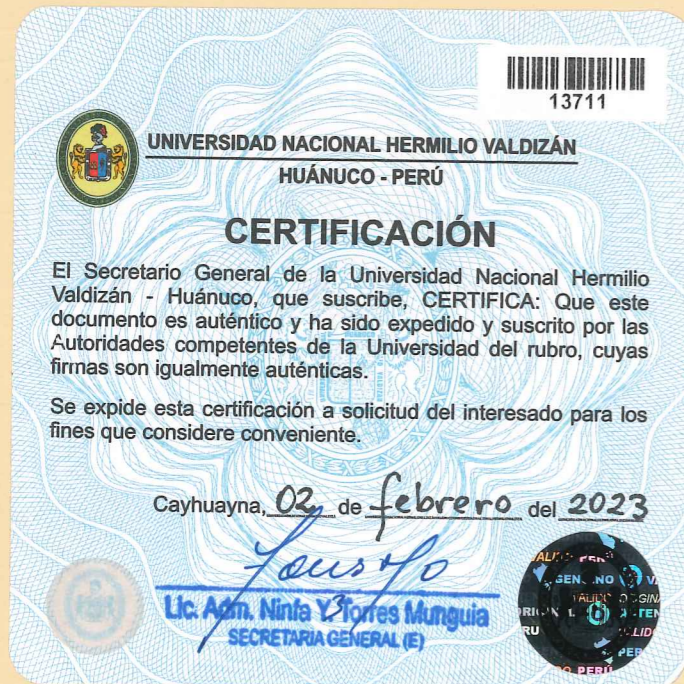 13711
UNIVERSIDAD NACIONAL HERMILIO VALDIZÁN
HUÁNUCO - PERÚ
CERTIFICACIÓN
El Secretario General de la Universidad Nacional Hermilio
Valdizán - Huánuco, que suscribe, CERTIFICA: Que este
documento es auténtico y ha sido expedido y suscrito por las
Autoridades competentes de la Universidad del rubro, cuyas
firmas son igualmente auténticas.
Se expide esta certificación a solicitud del interesado para los
fines que considere conveniente.
Cayhuayna, 02 de febrero del 2023
Lic. Adm. Ninfa Y. Torres Munguia
SECRETARIA GENERAL (E)
PERÚ